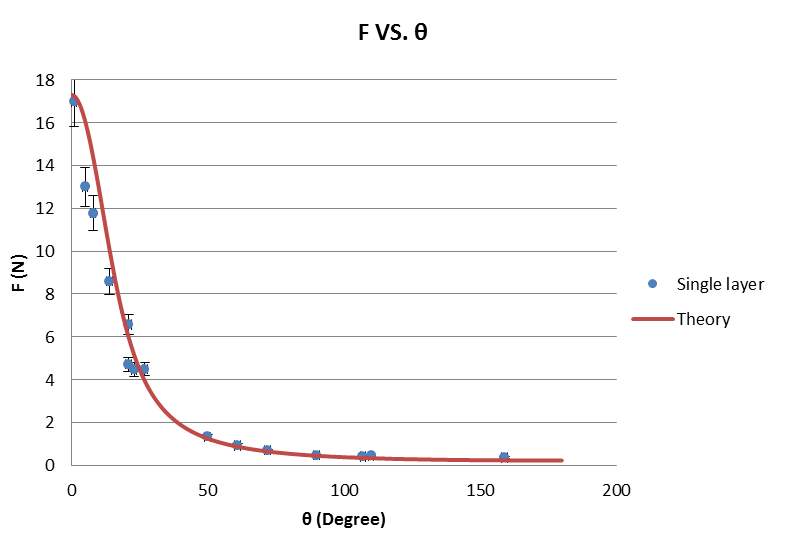 F VS. θ
18
16
14
12
10
8
6
4
2
0
F (N)
0 50 100 150 200
θ (Degree)
Single layer
Theory